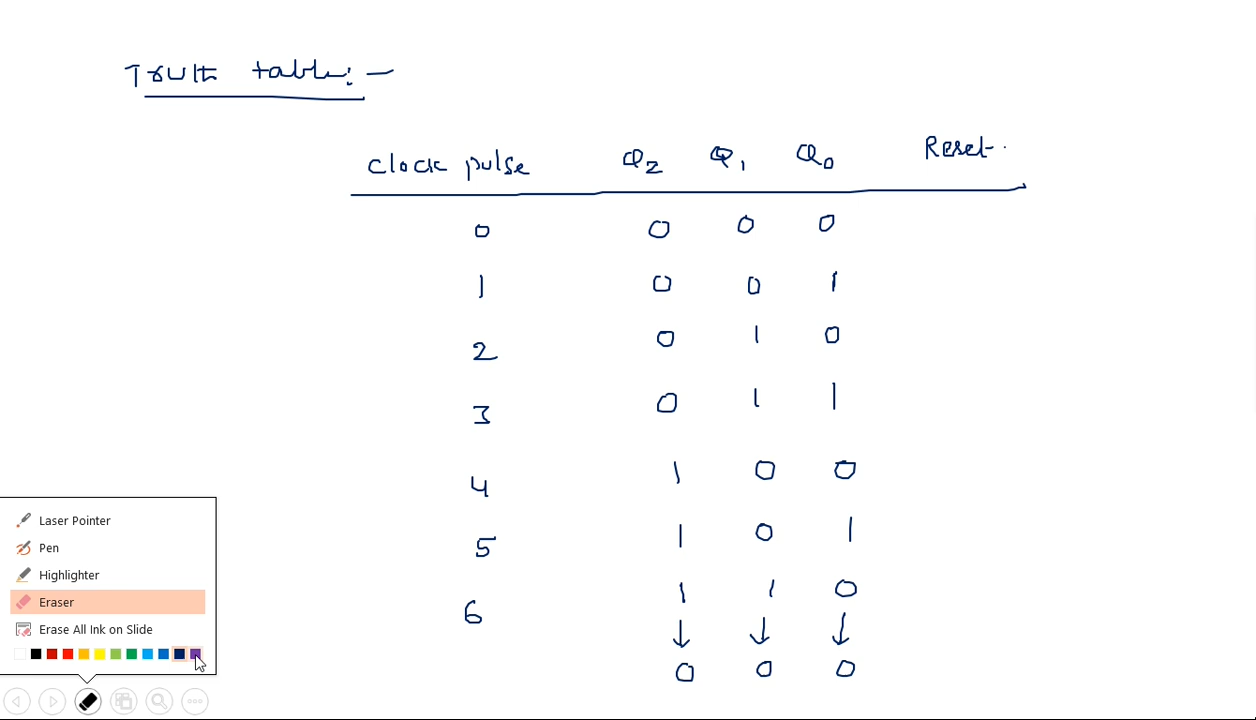 Truth table: -
Clock pulse Q2 Q1 Q0 Reset
0 0 0 0
1 0 0 1
2 0 1 0
3 0 1 1
4 1 0 0
5 1 0 1
6 1 1 0
↓ ↓ ↓
0 0 0
Laser Pointer
Pen
Highlighter
Eraser
Erase All Ink on Slide